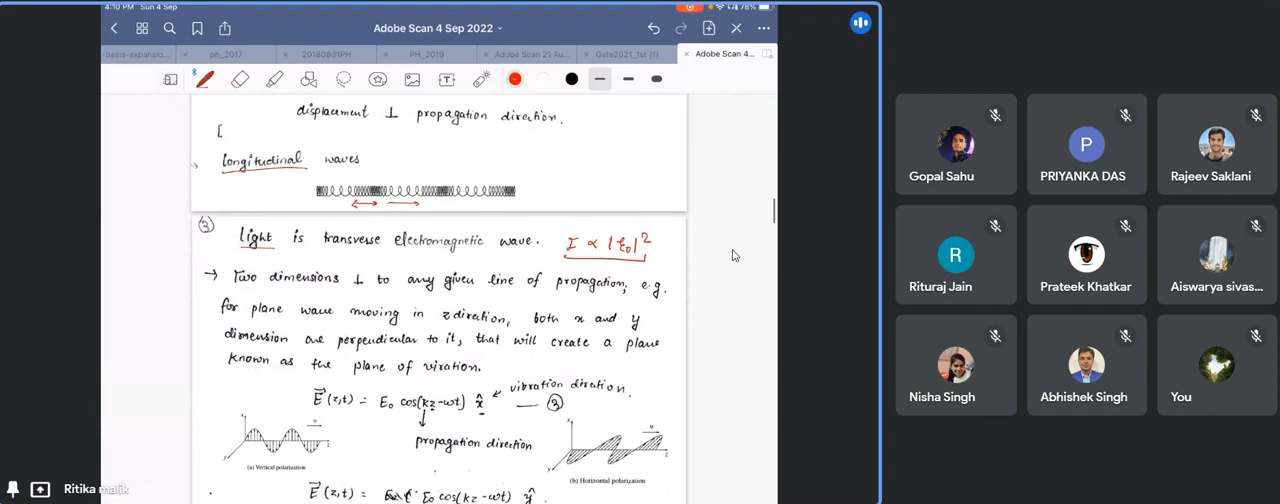 4:10 PM Sun 4 Sep
78%
Adobe Scan 4 Sep 2022
-basis-expansio...
ph_2017
20180831PH
PH_2019
Adobe Scan 21 Au...
Gate2021_1st (1)
Adobe Scan 4...
displacement ⊥ propagation direction.
[
→ longitudinal waves
③
light is transverse electromagnetic wave. I ∝ |ε₀|²
→ Two dimensions ⊥ to any given line of propagation, e.g.
for plane wave moving in z direction, both x and y
dimension are perpendicular to it, that will create a plane
known as the plane of viration.
E⃗(z,t) = E₀ cos(kz-ωt) x̂ ← vibration direction.
— ③
propagation direction
x
v
y
z
(a) Vertical polarization
x
v
y
z
(b) Horizontal polarization
E⃗(z,t) = E₀ cos(kz-ωt) ŷ
Ritika malik
Gopal Sahu
P
PRIYANKA DAS
Rajeev Saklani
R
Rituraj Jain
Prateek Khatkar
Aiswarya sivas...
Nisha Singh
Abhishek Singh
You